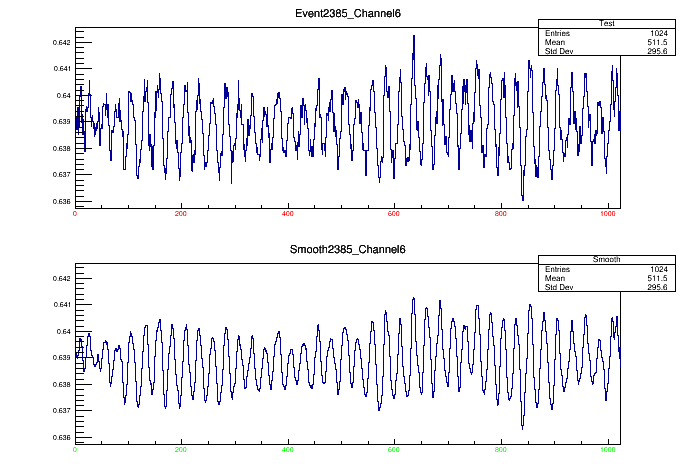 Event2385_Channel6
Test
Entries 1024
Mean 511.5
Std Dev 295.6
0.642
0.641
0.64
0.639
0.638
0.637
0.636
0 200 400 600 800 1000
Smooth2385_Channel6
Smooth
Entries 1024
Mean 511.5
Std Dev 295.6
0.642
0.641
0.64
0.639
0.638
0.637
0.636
0 200 400 600 800 1000